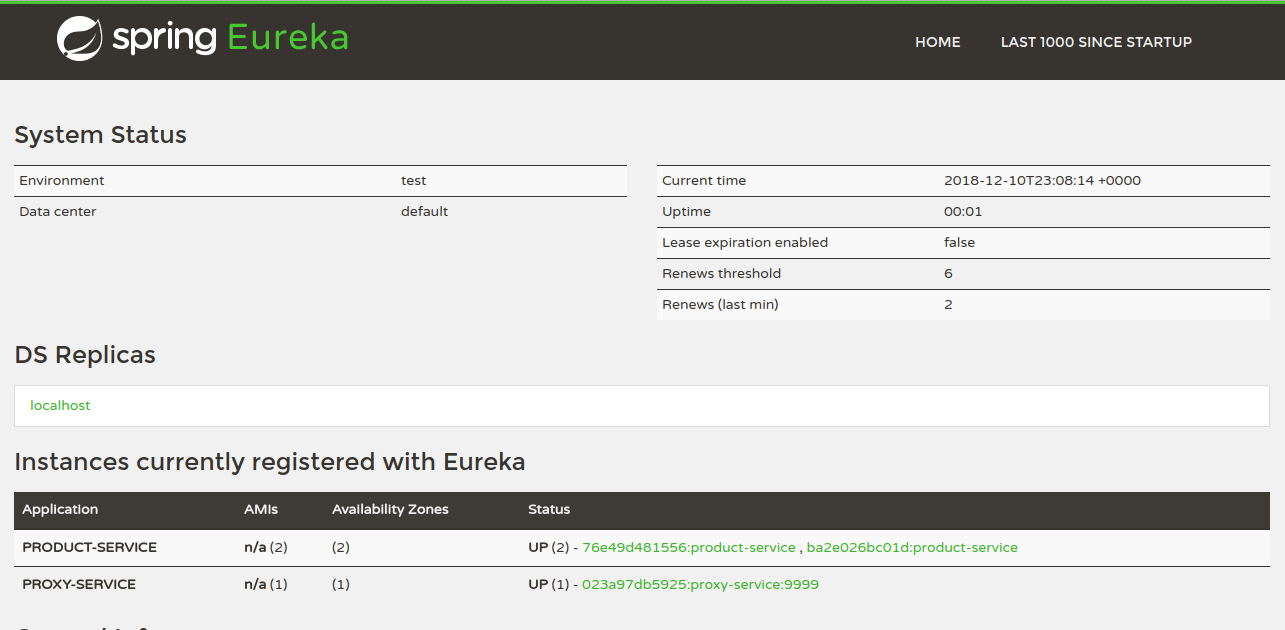 spring Eureka
HOME LAST 1000 SINCE STARTUP
System Status
Environment test
Data center default
Current time 2018-12-10T23:08:14 +0000
Uptime 00:01
Lease expiration enabled false
Renews threshold 6
Renews (last min) 2
DS Replicas
localhost
Instances currently registered with Eureka
Application AMIs Availability Zones Status
PRODUCT-SERVICE n/a (2) (2) UP (2) - 76e49d481556:product-service , ba2e026bc01d:product-service
PROXY-SERVICE n/a (1) (1) UP (1) - 023a97db5925:proxy-service:9999